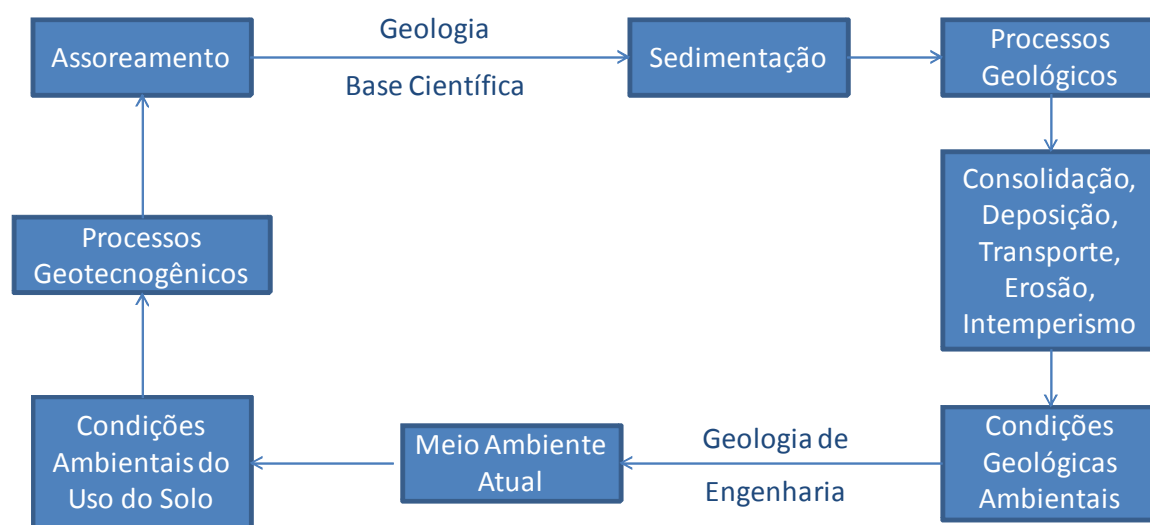 Assoreamento
Geologia
Base Científica
Sedimentação
Processos
Geológicos
Consolidação,
Deposição,
Transporte,
Erosão,
Intemperismo
Condições
Geológicas
Ambientais
Geologia de
Engenharia
Meio Ambiente
Atual
Condições
Ambientais do
Uso do Solo
Processos
Geotecnogênicos